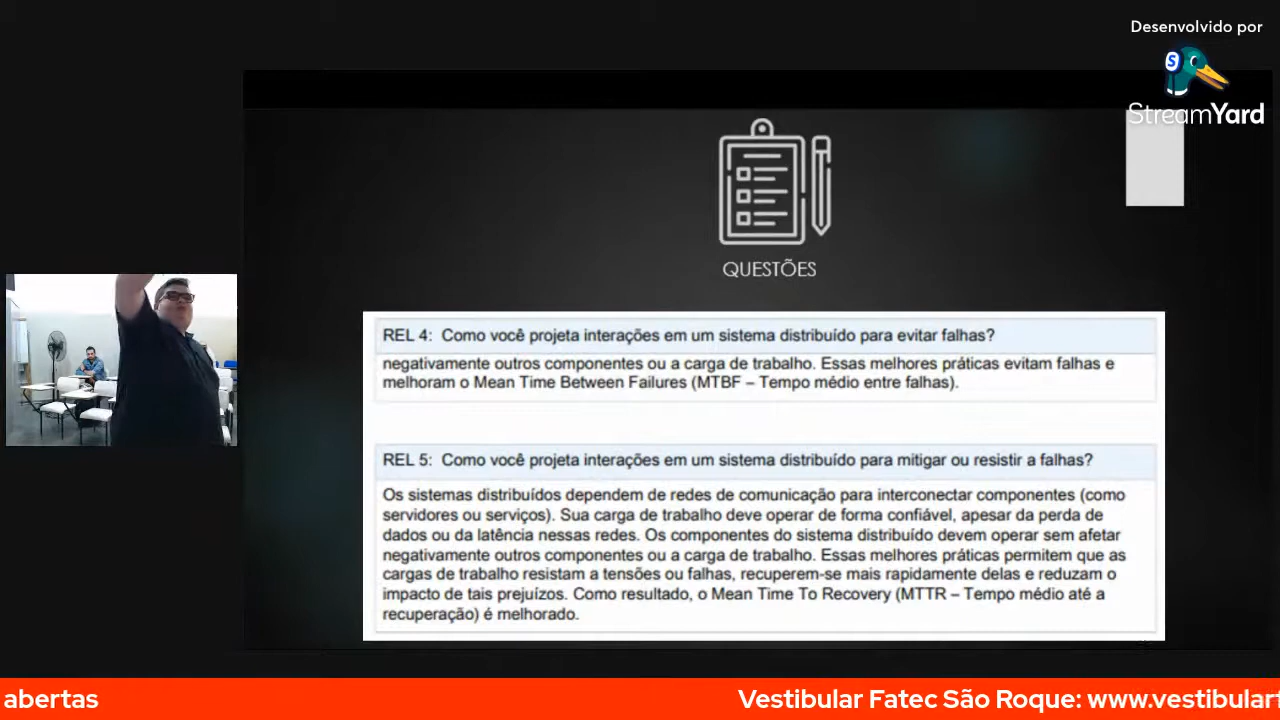 Desenvolvido por
StreamYard
QUESTÕES
REL 4: Como você projeta interações em um sistema distribuído para evitar falhas?
negativamente outros componentes ou a carga de trabalho. Essas melhores práticas evitam falhas e
melhoram o Mean Time Between Failures (MTBF – Tempo médio entre falhas).
REL 5: Como você projeta interações em um sistema distribuído para mitigar ou resistir a falhas?
Os sistemas distribuídos dependem de redes de comunicação para interconectar componentes (como
servidores ou serviços). Sua carga de trabalho deve operar de forma confiável, apesar da perda de
dados ou da latência nessas redes. Os componentes do sistema distribuído devem operar sem afetar
negativamente outros componentes ou a carga de trabalho. Essas melhores práticas permitem que as
cargas de trabalho resistam a tensões ou falhas, recuperem-se mais rapidamente delas e reduzam o
impacto de tais prejuízos. Como resultado, o Mean Time To Recovery (MTTR – Tempo médio até a
recuperação) é melhorado.
abertas Vestibular Fatec São Roque: www.vestibular